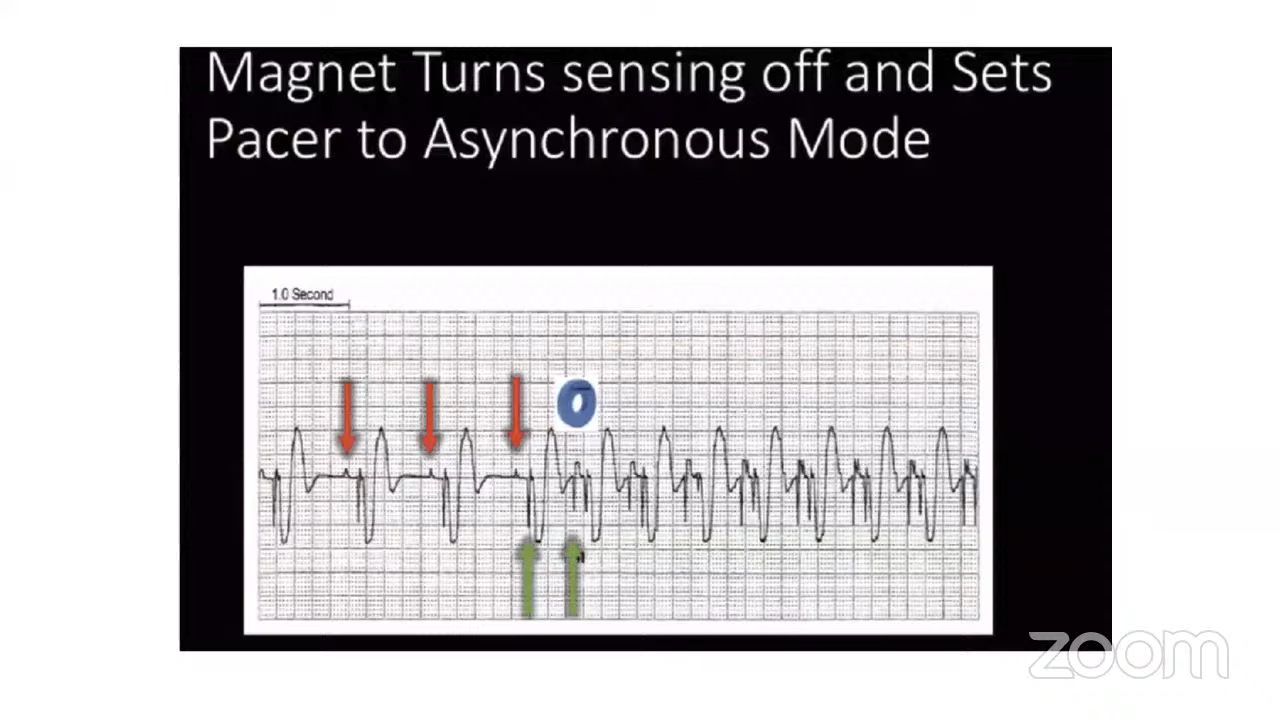 Magnet Turns sensing off and Sets
Pacer to Asynchronous Mode
1.0 Second
zoom